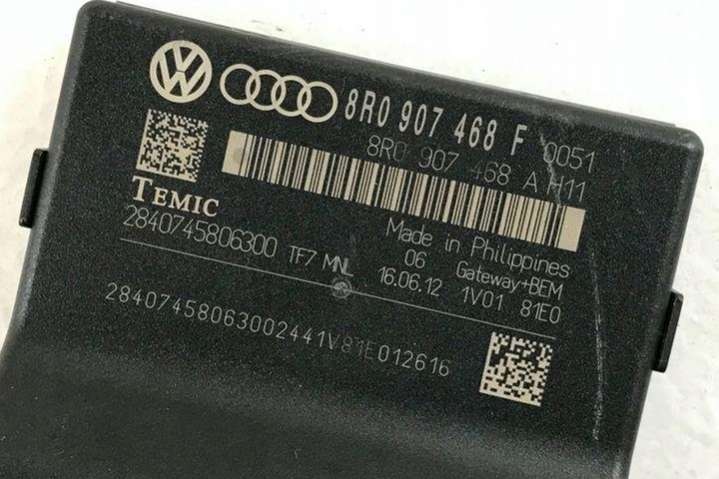 8R0 907 468 F 0051
8R0 907 468 A H11
TEMIC
2840745806300 TF7 MNL
Made in Philippines
06 Gateway+BEM
16.06.12 1V01 81E0
28407458063002441V81E012616